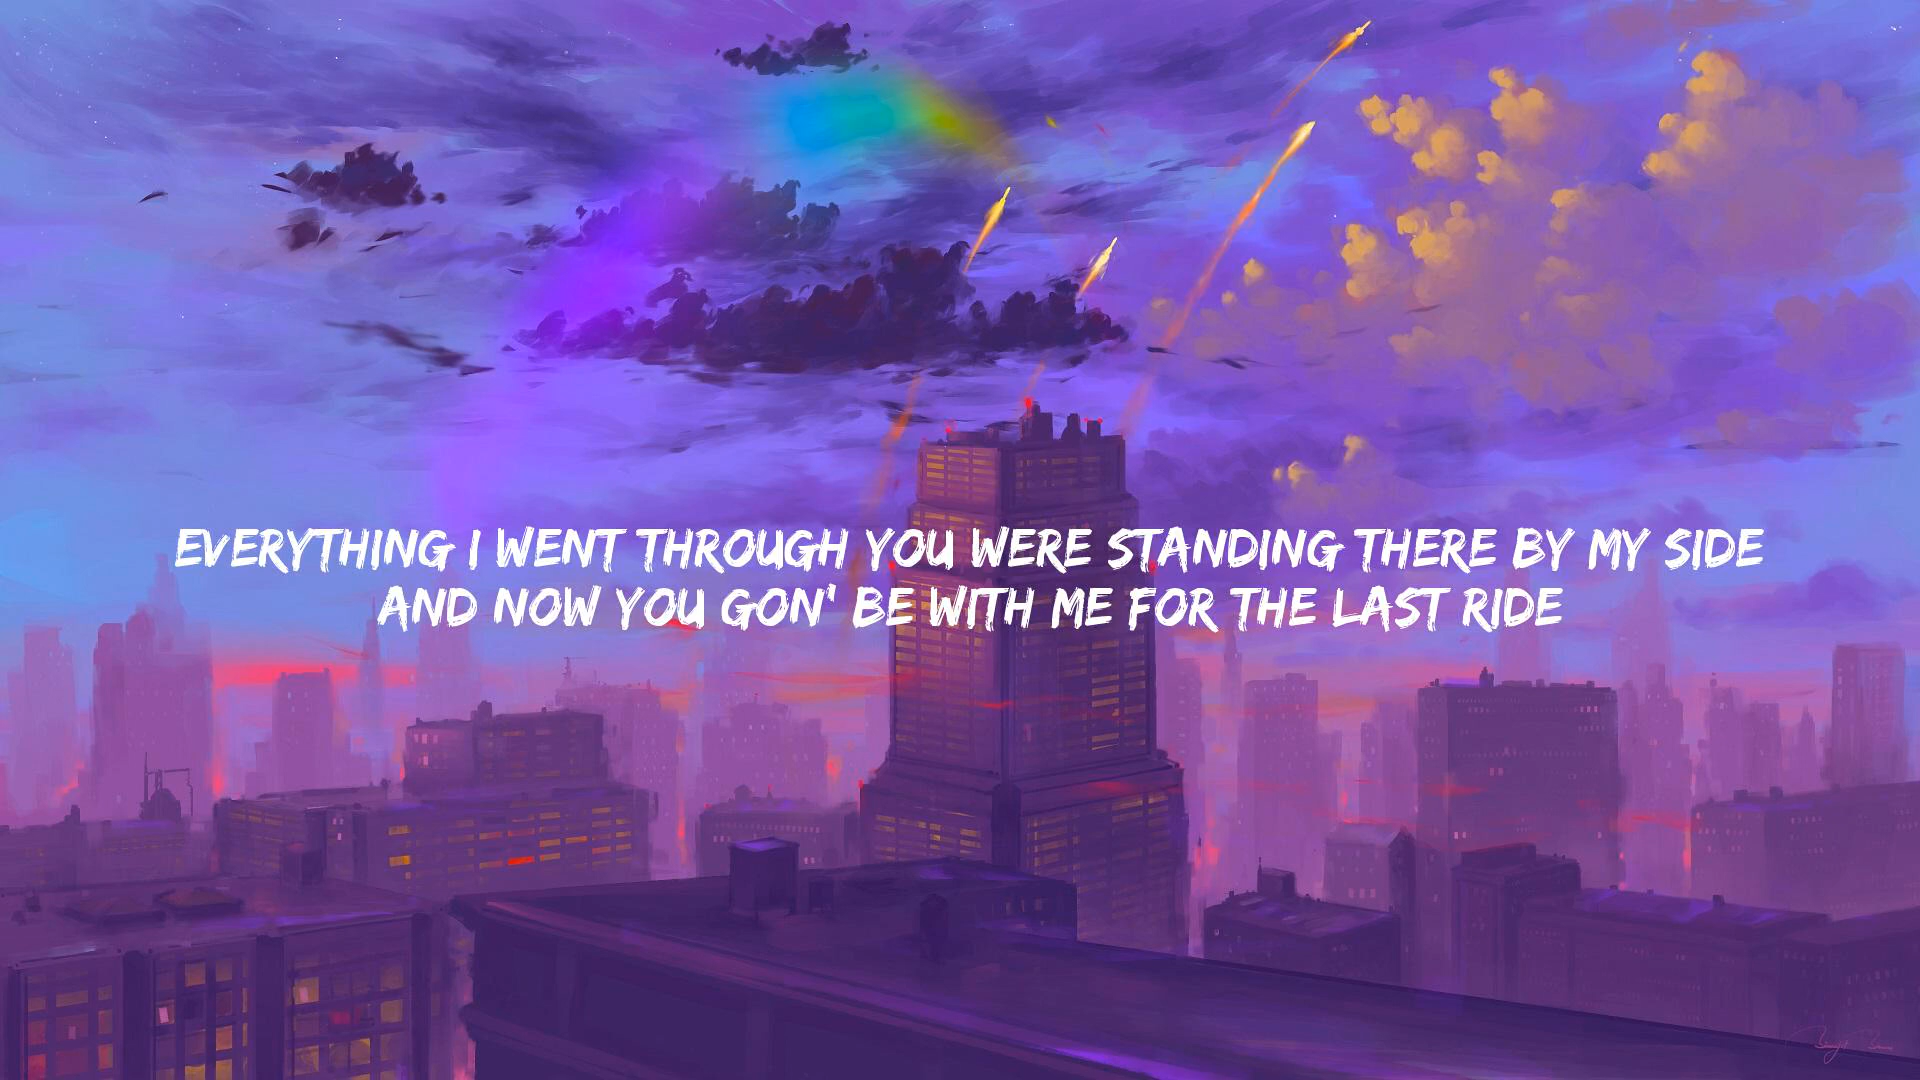 EVERYTHING I WENT THROUGH YOU WERE STANDING THERE BY MY SIDE
AND NOW YOU GON' BE WITH ME FOR THE LAST RIDE